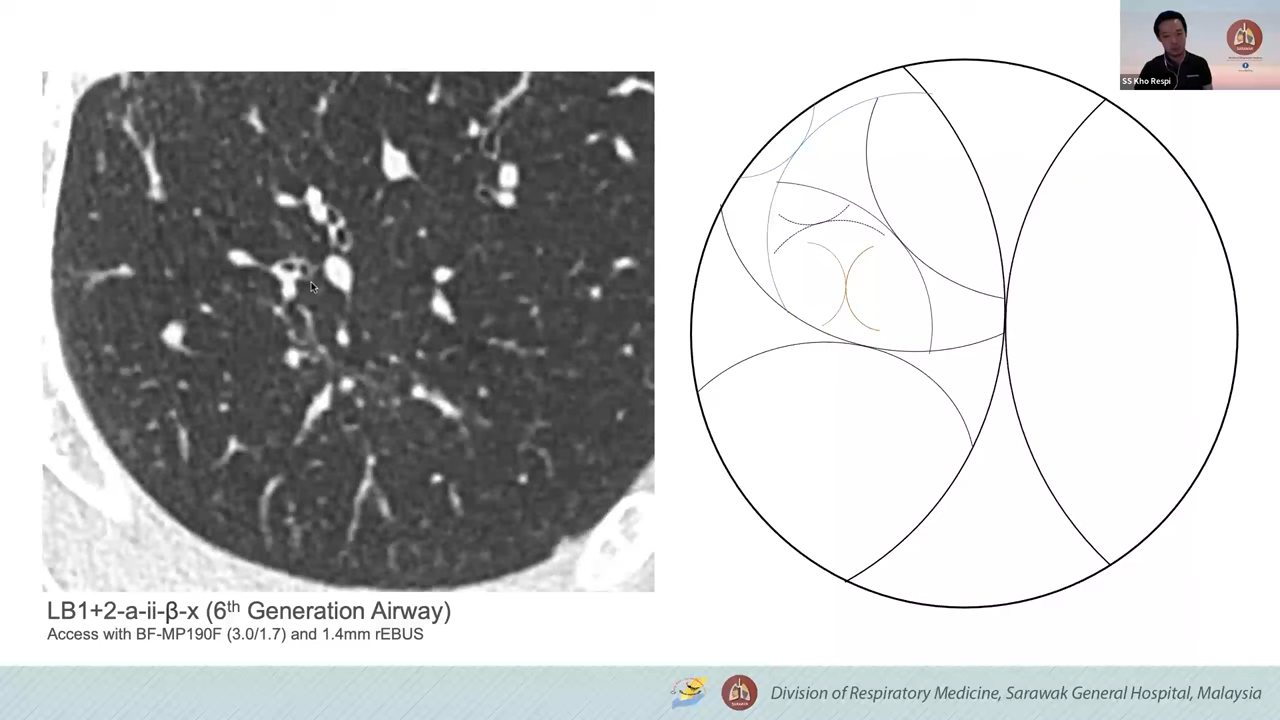 SS Kho Respi
LB1+2-a-ii-β-x (6th Generation Airway)
Access with BF-MP190F (3.0/1.7) and 1.4mm rEBUS
Division of Respiratory Medicine, Sarawak General Hospital, Malaysia